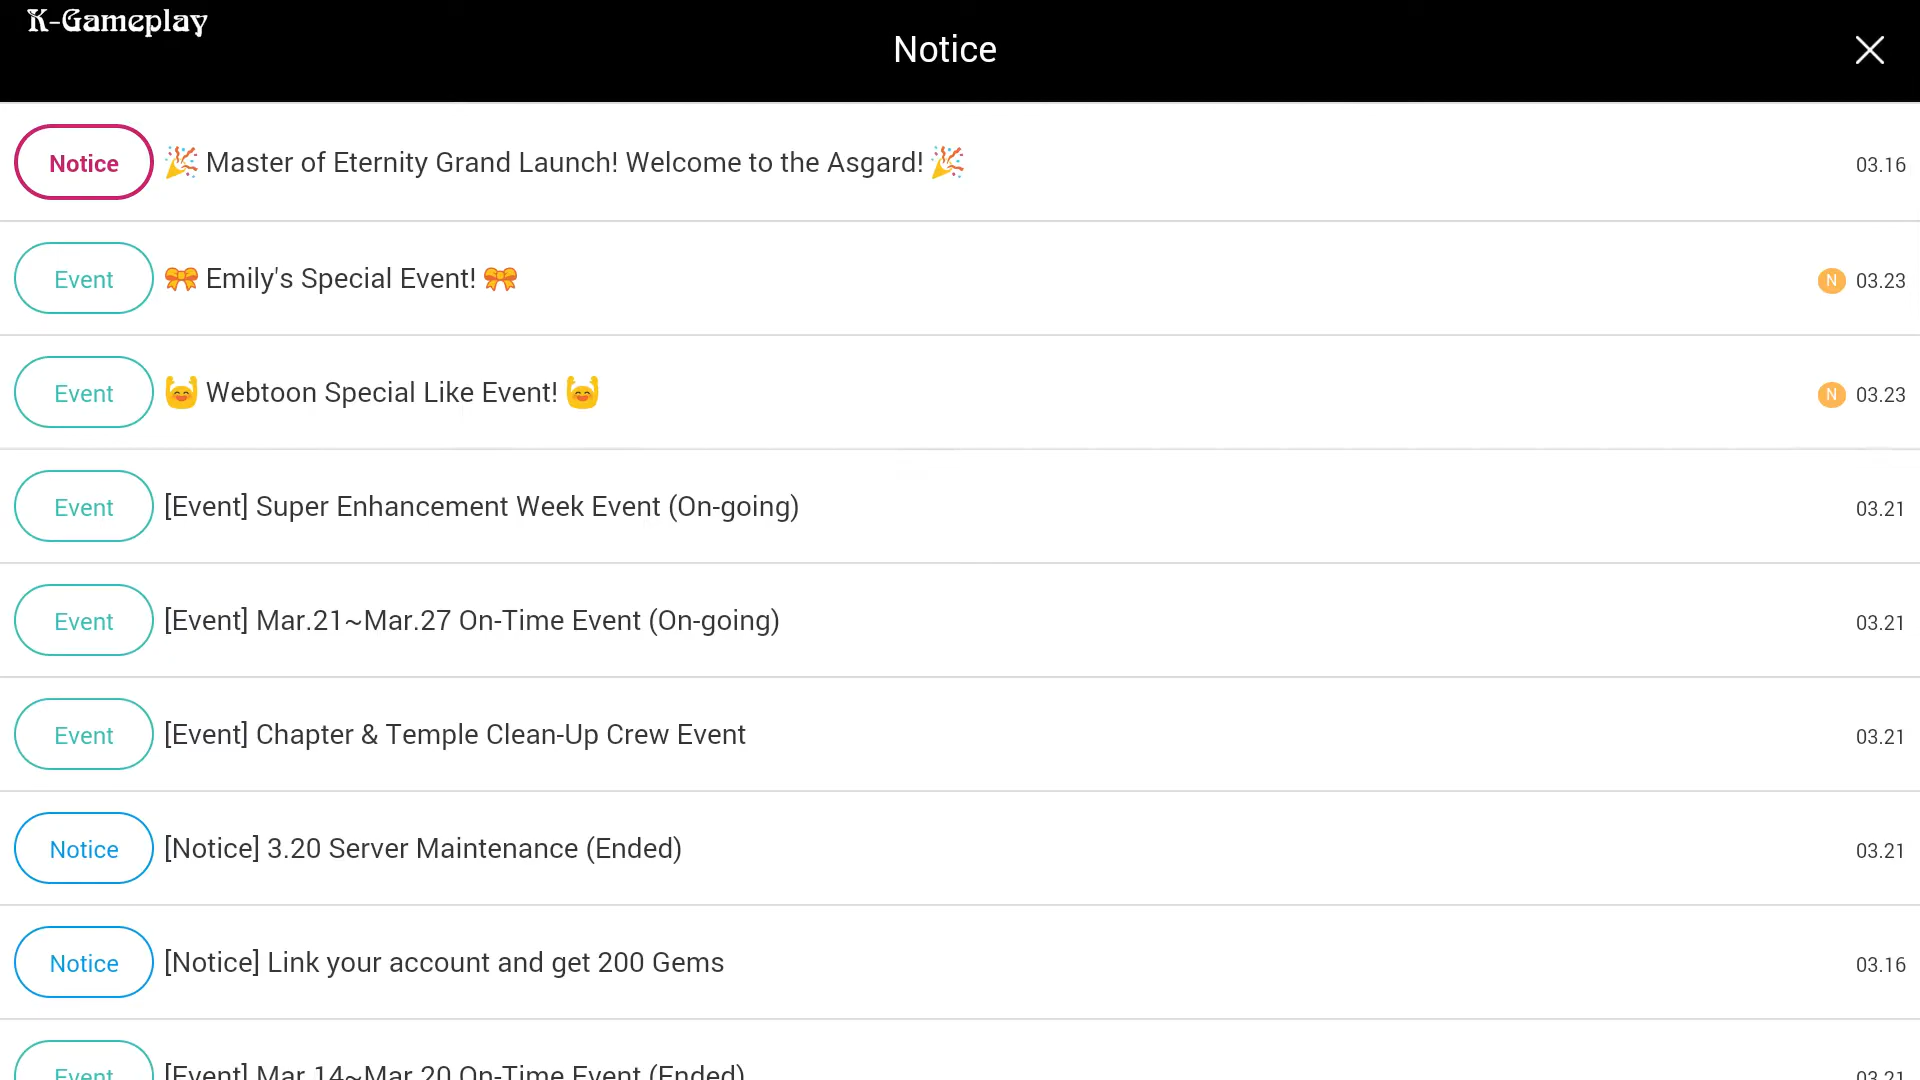 K-Gameplay
Notice
Notice 🎉 Master of Eternity Grand Launch! Welcome to the Asgard! 🎉 03.16
Event 🎀 Emily's Special Event! 🎀 N 03.23
Event 🙆 Webtoon Special Like Event! 🙆 N 03.23
Event [Event] Super Enhancement Week Event (On-going) 03.21
Event [Event] Mar.21~Mar.27 On-Time Event (On-going) 03.21
Event [Event] Chapter & Temple Clean-Up Crew Event 03.21
Notice [Notice] 3.20 Server Maintenance (Ended) 03.21
Notice [Notice] Link your account and get 200 Gems 03.16
Event [Event] Mar.14~Mar.20 On-Time Event (Ended) 03.21